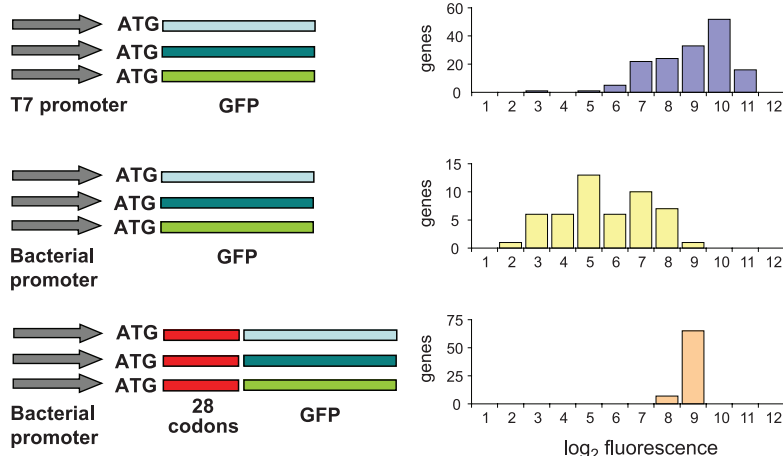 ATG
ATG
ATG
T7 promoter GFP
genes
60
40
20
0
1 2 3 4 5 6 7 8 9 10 11 12
ATG
ATG
ATG
Bacterial
promoter
GFP
genes
15
10
5
0
1 2 3 4 5 6 7 8 9 10 11 12
ATG
ATG
ATG
Bacterial
promoter
28
codons
GFP
genes
75
50
25
0
1 2 3 4 5 6 7 8 9 10 11 12
log₂ fluorescence